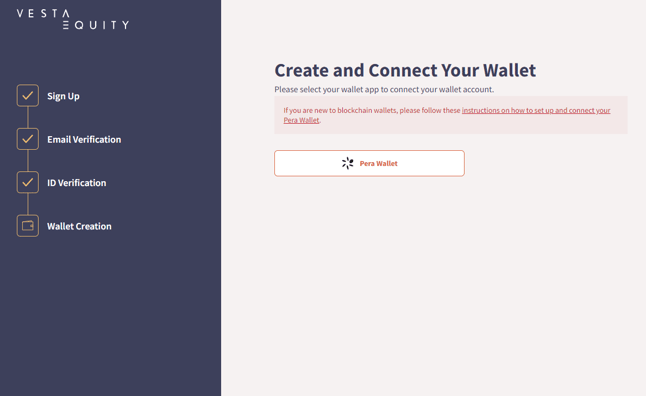 VESTA
EQUITY
Sign Up
Email Verification
ID Verification
Wallet Creation
Create and Connect Your Wallet
Please select your wallet app to connect your wallet account.
If you are new to blockchain wallets, please follow these instructions on how to set up and connect your
Pera Wallet.
Pera Wallet